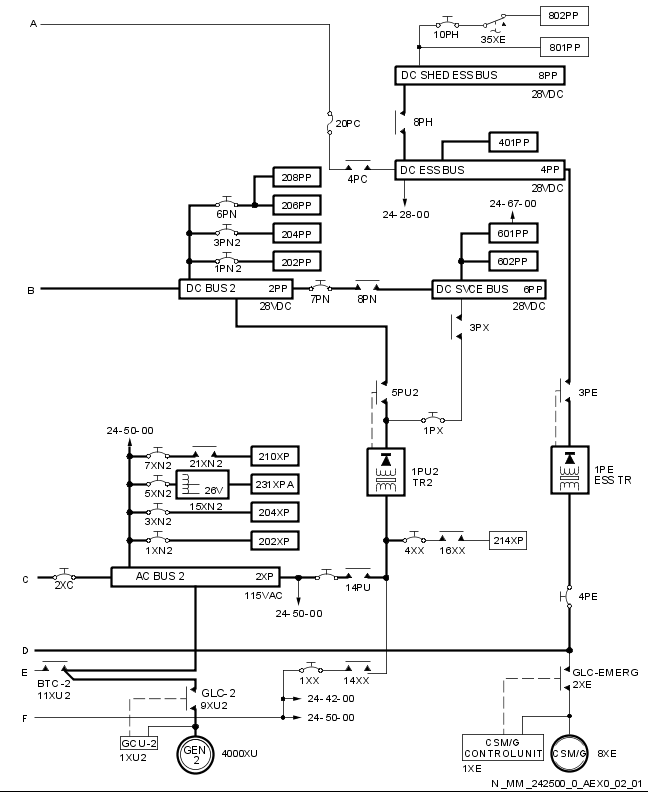 A
802PP
10PH
35XE
801PP
DC SHED ESS BUS 8PP
28VDC
20PC
8PH
401PP
4PC
DC ESS BUS 4PP
28VDC
208PP
206PP
6PN
24-28-00
24-67-00
204PP
3PN2
601PP
202PP
1PN2
602PP
B
DC BUS 2 2PP
28VDC
7PN
8PN
DC SVCE BUS 6PP
28VDC
3PX
5PU2
3PE
1PX
24-50-00
210XP
7XN2
21XN2
231XPA
5XN2
26V
15XN2
204XP
3XN2
202XP
1XN2
1PU2
TR2
1PE
ESS TR
4XX
16XX
214XP
C
2XC
AC BUS 2 2XP
115VAC
14PU
24-50-00
4PE
D
E
BTC-2
11XU2
GLC-2
9XU2
1XX
14XX
GLC-EMERG
2XE
24-42-00
F
24-50-00
GCU-2
1XU2
GEN
2
4000XU
CSM/G
CONTROLUNIT
1XE
CSM/G
8XE
N_MM_242500_0_AEX0_02_01